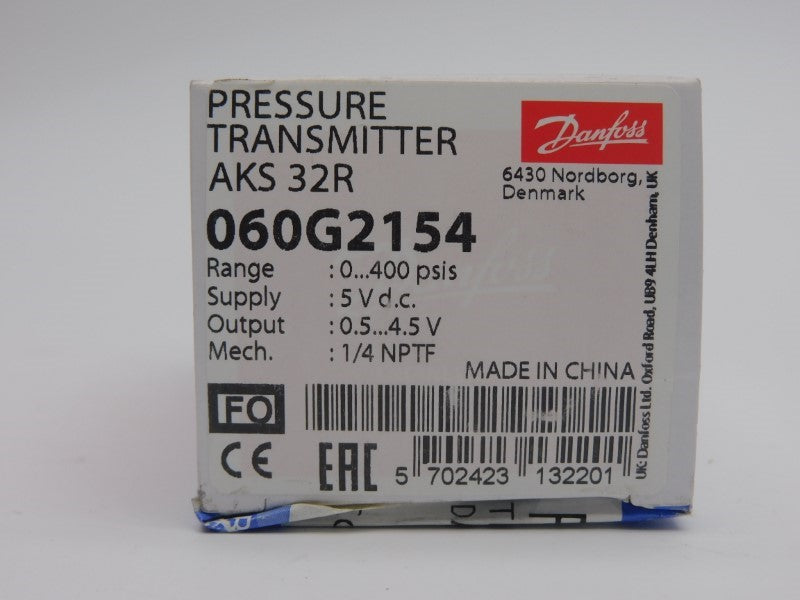 PRESSURE
TRANSMITTER
AKS 32R
060G2154
Range : 0...400 psis
Supply : 5 V d.c.
Output : 0.5...4.5 V
Mech. : 1/4 NPTF
Danfoss
6430 Nordborg,
Denmark
MADE IN CHINA
FO
CE
EAC
5 702423 132201
UK: Danfoss Ltd. Oxford Road, UB9 4LH Denham, UK